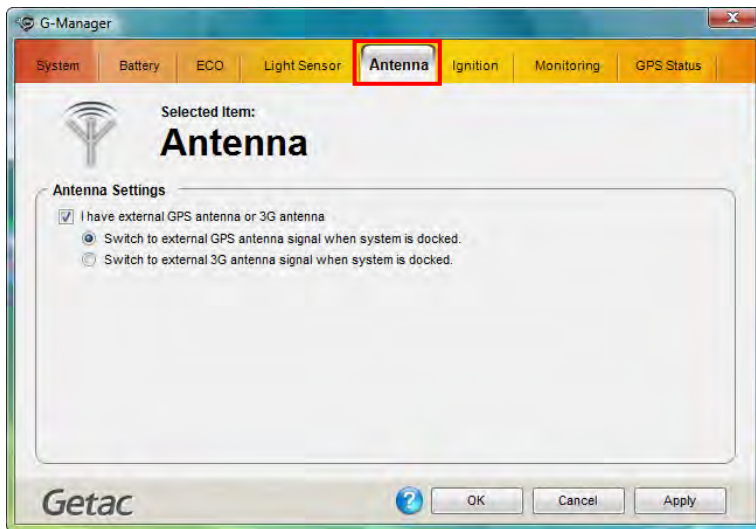 G-Manager
System Battery ECO Light Sensor Antenna Ignition Monitoring GPS Status
Selected Item:
Antenna
Antenna Settings
I have external GPS antenna or 3G antenna
Switch to external GPS antenna signal when system is docked.
Switch to external 3G antenna signal when system is docked.
Getac ? OK Cancel Apply